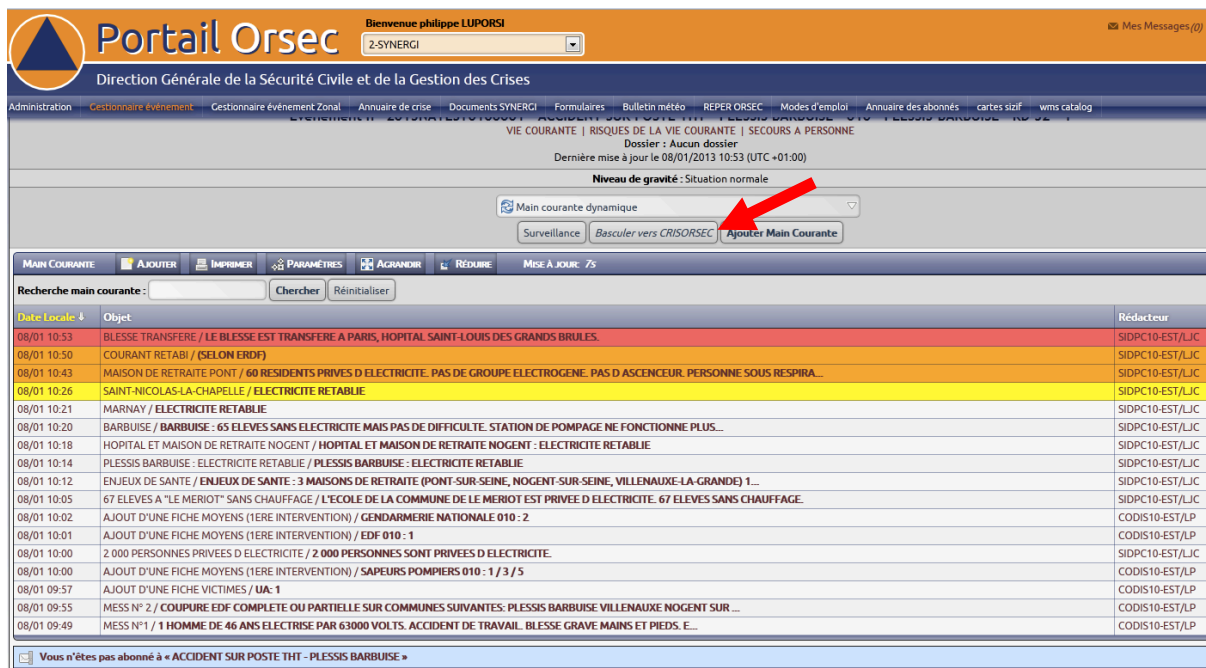 Portail Orsec
Bienvenue philippe LUPORSI
2-SYNERGI
Mes Messages(0)
Direction Générale de la Sécurité Civile et de la Gestion des Crises
Administration Gestionnaire événement Gestionnaire événement Zonal Annuaire de crise Documents SYNERGI Formulaires Bulletin météo REPER ORSEC Modes d'emploi Annuaire des abonnés cartes sizif wms catalog
VIE COURANTE | RISQUES DE LA VIE COURANTE | SECOURS A PERSONNE
Dossier : Aucun dossier
Dernière mise à jour le 08/01/2013 10:53 (UTC +01:00)
Niveau de gravité : Situation normale
Main courante dynamique
Surveillance Basculer vers CRISORSEC Ajouter Main Courante
MAIN COURANTE AJOUTER IMPRIMER PARAMÈTRES AGRANDIR RÉDUIRE MISE À JOUR: 7s
Recherche main courante : Chercher Réinitialiser
Date Locale Objet Rédacteur
08/01 10:53 BLESSE TRANSFERE / LE BLESSE EST TRANSFERE A PARIS, HOPITAL SAINT-LOUIS DES GRANDS BRULES. SIDPC10-EST/LJC
08/01 10:50 COURANT RETABI / (SELON ERDF) SIDPC10-EST/LJC
08/01 10:43 MAISON DE RETRAITE PONT / 60 RESIDENTS PRIVES D ELECTRICITE. PAS DE GROUPE ELECTROGENE. PAS D ASCENCEUR. PERSONNE SOUS RESPIRA... SIDPC10-EST/LJC
08/01 10:26 SAINT-NICOLAS-LA-CHAPELLE / ELECTRICITE RETABLIE SIDPC10-EST/LJC
08/01 10:21 MARNAY / ELECTRICITE RETABLIE SIDPC10-EST/LJC
08/01 10:20 BARBUISE / BARBUISE : 65 ELEVES SANS ELECTRICITE MAIS PAS DE DIFFICULTE. STATION DE POMPAGE NE FONCTIONNE PLUS... SIDPC10-EST/LJC
08/01 10:18 HOPITAL ET MAISON DE RETRAITE NOGENT / HOPITAL ET MAISON DE RETRAITE NOGENT : ELECTRICITE RETABLIE SIDPC10-EST/LJC
08/01 10:14 PLESSIS BARBUISE : ELECTRICITE RETABLIE / PLESSIS BARBUISE : ELECTRICITE RETABLIE SIDPC10-EST/LJC
08/01 10:12 ENJEUX DE SANTE / ENJEUX DE SANTE : 3 MAISONS DE RETRAITE (PONT-SUR-SEINE, NOGENT-SUR-SEINE, VILLENAUXE-LA-GRANDE) 1... SIDPC10-EST/LJC
08/01 10:05 67 ELEVES A "LE MERIOT" SANS CHAUFFAGE / L'ECOLE DE LA COMMUNE DE LE MERIOT EST PRIVEE D ELECTRICITE. 67 ELEVES SANS CHAUFFAGE. SIDPC10-EST/LJC
08/01 10:02 AJOUT D'UNE FICHE MOYENS (1ERE INTERVENTION) / GENDARMERIE NATIONALE 010 : 2 CODIS10-EST/LP
08/01 10:01 AJOUT D'UNE FICHE MOYENS (1ERE INTERVENTION) / EDF 010 : 1 CODIS10-EST/LP
08/01 10:00 2 000 PERSONNES PRIVEES D ELECTRICITE / 2 000 PERSONNES SONT PRIVEES D ELECTRICITE. SIDPC10-EST/LJC
08/01 10:00 AJOUT D'UNE FICHE MOYENS (1ERE INTERVENTION) / SAPEURS POMPIERS 010 : 1 / 3 / 5 CODIS10-EST/LP
08/01 09:57 AJOUT D'UNE FICHE VICTIMES / UA: 1 CODIS10-EST/LP
08/01 09:55 MESS N° 2 / COUPURE EDF COMPLETE OU PARTIELLE SUR COMMUNES SUIVANTES: PLESSIS BARBUISE VILLENAUXE NOGENT SUR ... CODIS10-EST/LP
08/01 09:49 MESS N°1 / 1 HOMME DE 46 ANS ELECTRISE PAR 63000 VOLTS. ACCIDENT DE TRAVAIL. BLESSE GRAVE MAINS ET PIEDS. E... CODIS10-EST/LP
Vous n'êtes pas abonné à « ACCIDENT SUR POSTE THT - PLESSIS BARBUISE »